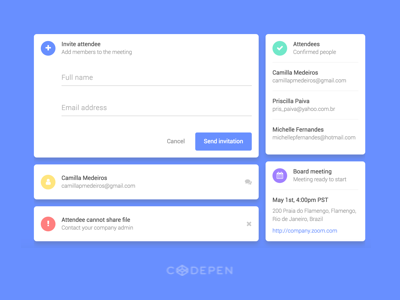 Invite attendee
Add members to the meeting
Full name
Email address
Cancel
Send invitation
Camilla Medeiros
camillapmedeiros@gmail.com
Attendee cannot share file
Contact your company admin
Attendees
Confirmed people
Camilla Medeiros
camillapmedeiros@gmail.com
Priscilla Paiva
pris_paiva@yahoo.com.br
Michelle Fernandes
michellepfernandes@hotmail.com
Board meeting
Meeting ready to start
May 1st, 4:00pm PST
200 Praia do Flamengo, Flamengo,
Rio de Janeiro, Brasil
http://company.zoom.com
CODEPEN